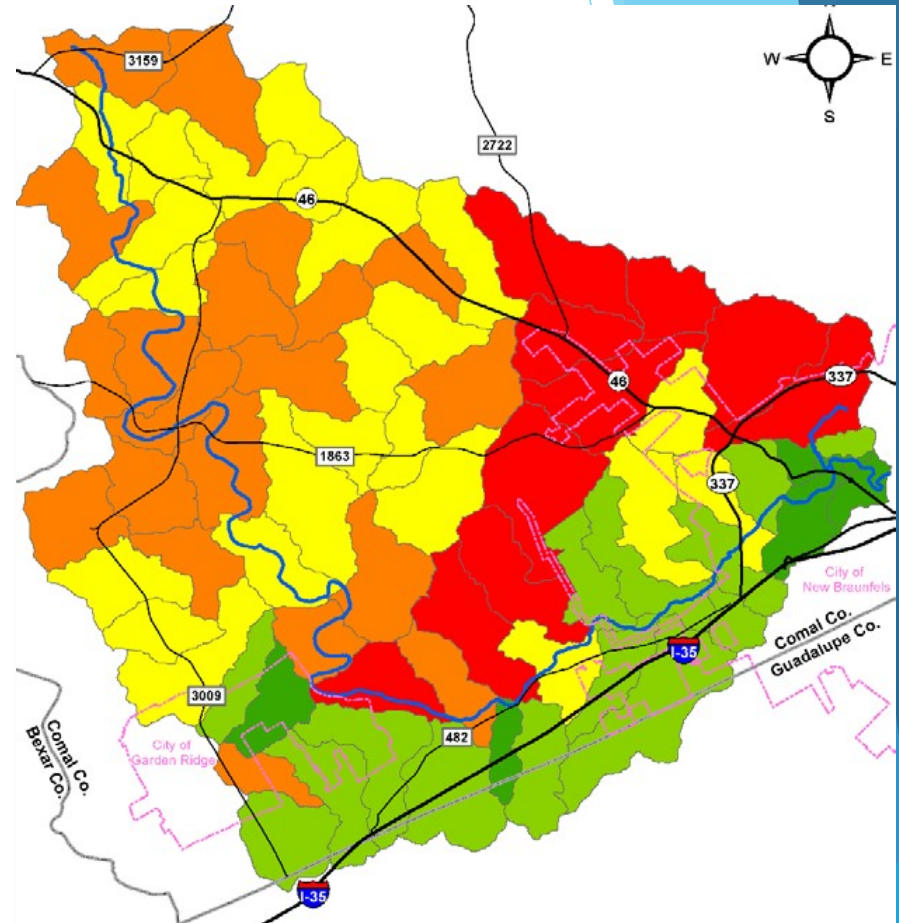 3159
W
E
S
2722
46
46
337
1863
337
City of
New Braunfels
Comal Co.
Guadalupe Co.
I-35
3009
City of
Garden Ridge
482
Comal Co.
Bexar Co.
I-35